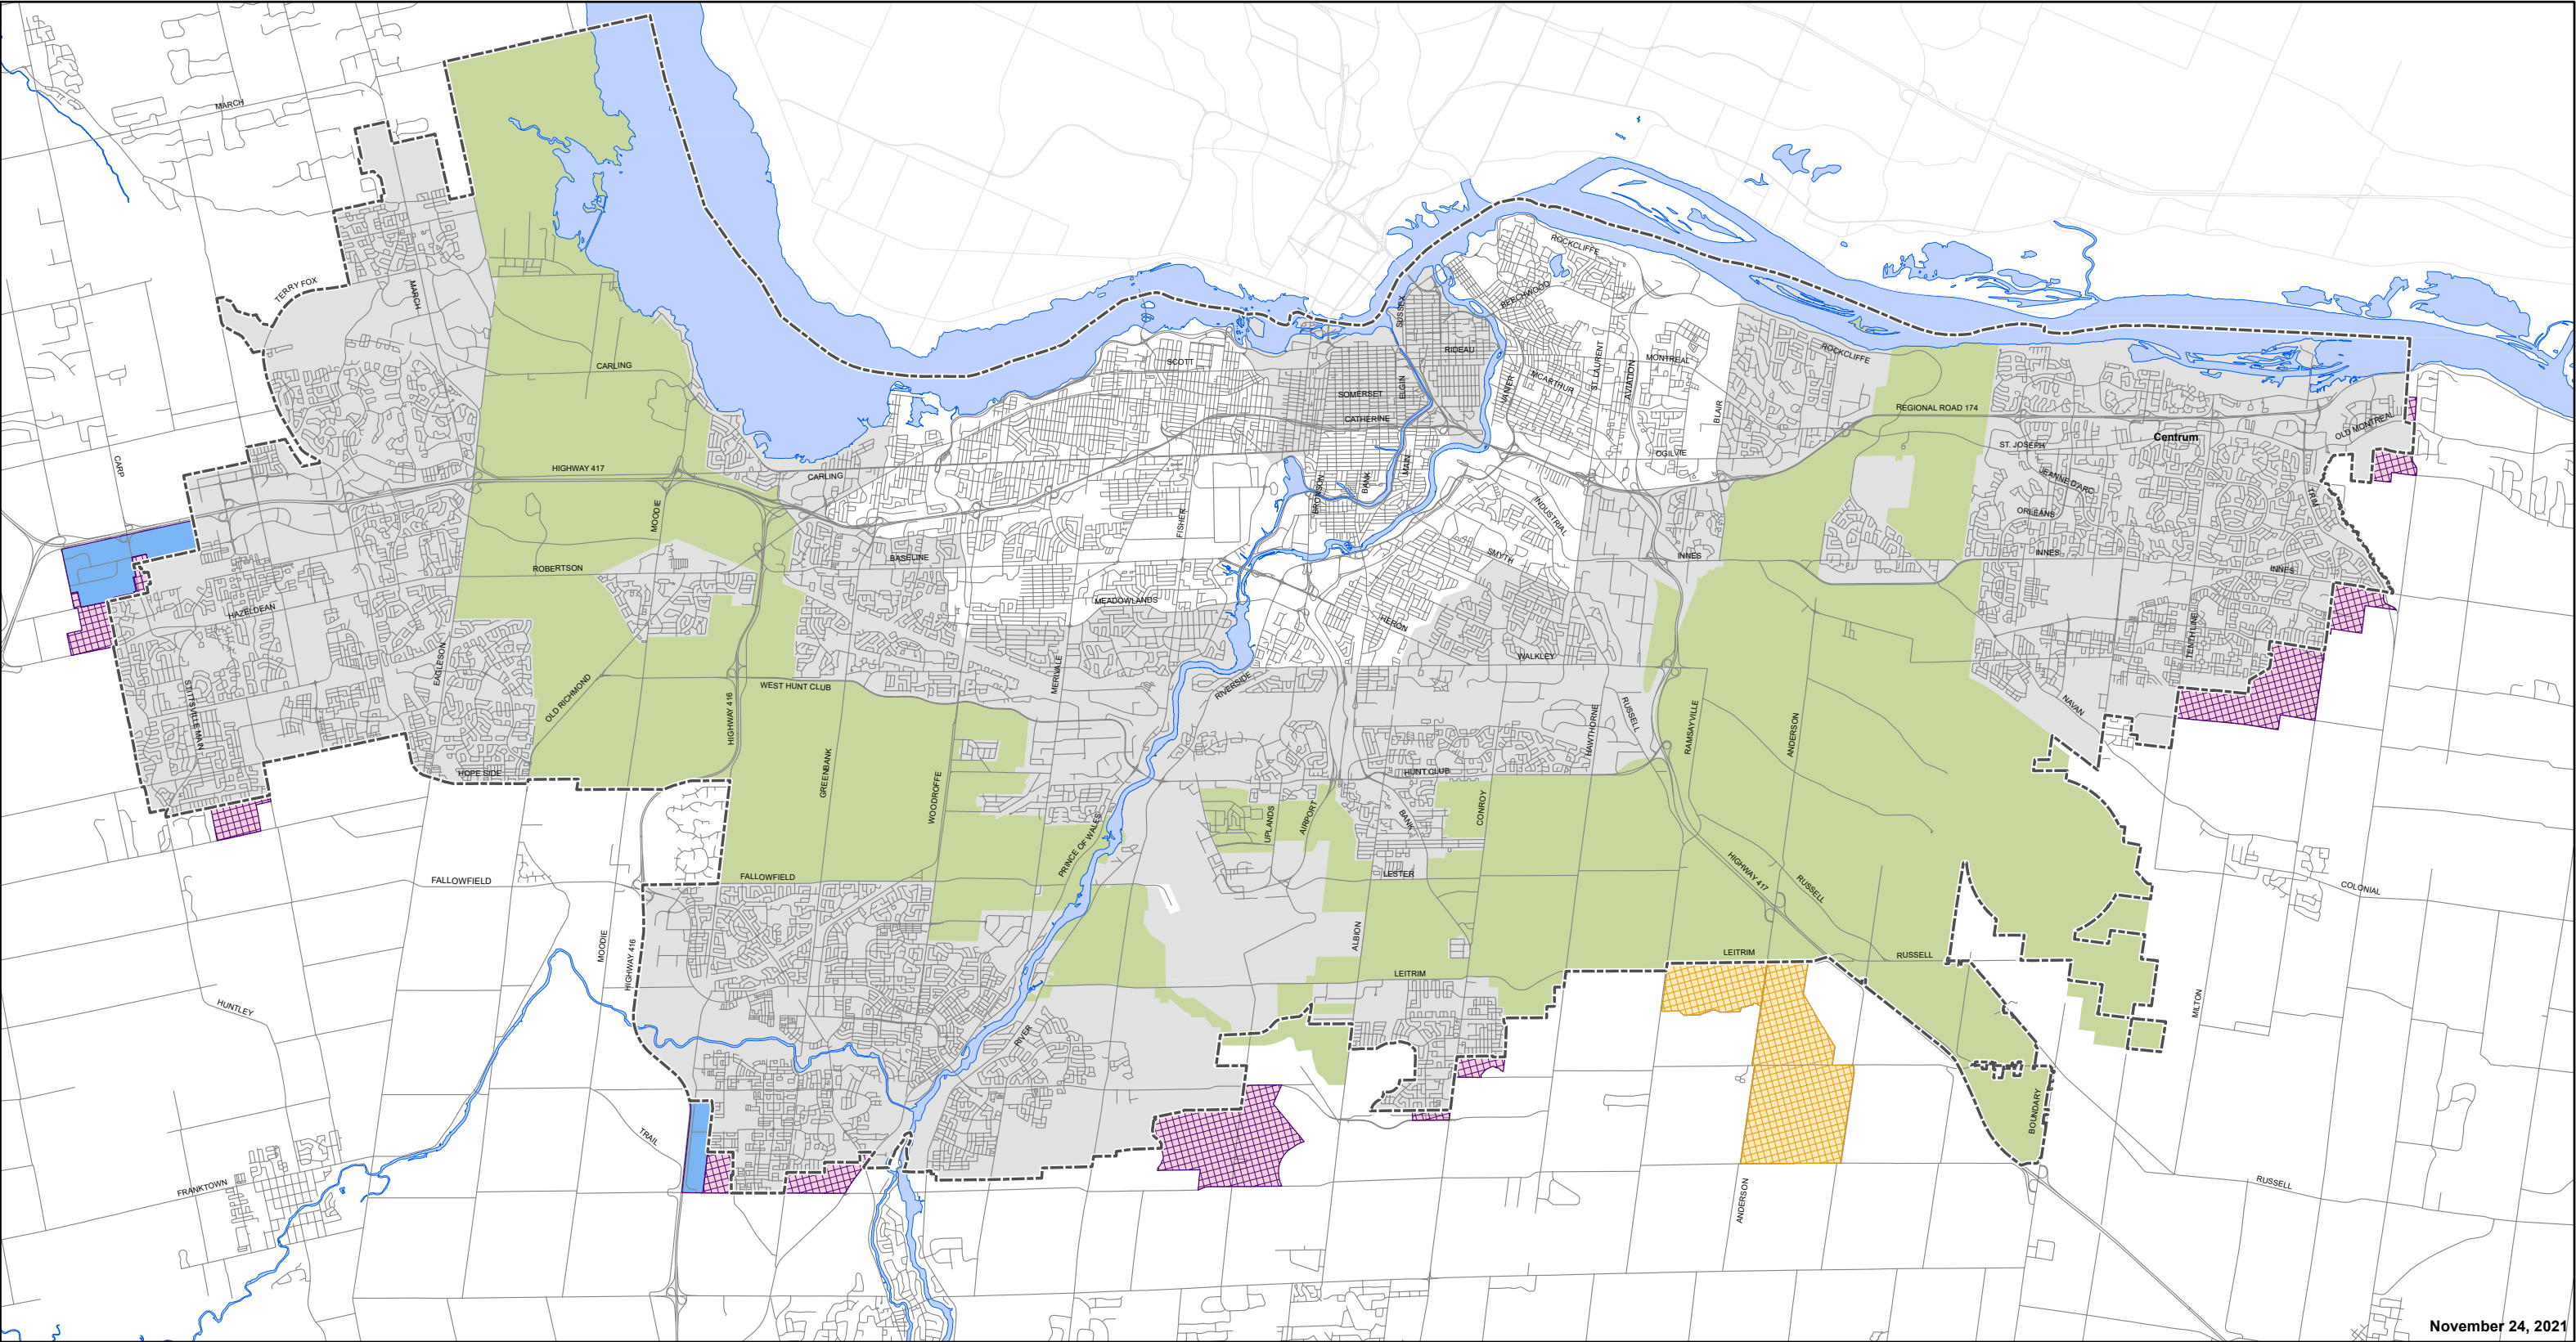 MARCH
TERRY FOX
MARCH
CARP
CARLING
HIGHWAY 417
MOODIE
ROBERTSON
HAZELDEAN
EAGLESON
STITTSVILLE MAIN
OLD RICHMOND
HOPE SIDE
HIGHWAY 416
WEST HUNT CLUB
CARLING
BASELINE
MEADOWLANDS
MERIVALE
FISHER
SCOTT
SOMERSET
CATHERINE
ELGIN
SUSSEX
RIDEAU
BRONSON
BANK
MAIN
BEECHWOOD
ROCKCLIFFE
VANIER
MCARTHUR
ST. LAURENT
AVIATION
MONTREAL
OGILVIE
BLAIR
ROCKCLIFFE
INDUSTRIAL
SMYTH
HERON
WALKLEY
RIVERSIDE
INNES
REGIONAL ROAD 174
ST. JOSEPH
Centrum
JEANNE D'ARC
ORLEANS
INNES
INNES
TRIM
OLD MONTREAL
TENTH LINE
NAVAN
RUSSELL
HAWTHORNE
RAMSAYVILLE
ANDERSON
HUNT CLUB
CONROY
BANK
LESTER
UPLANDS
AIRPORT
PRINCE OF WALES
WOODROFFE
GREENBANK
FALLOWFIELD
FALLOWFIELD
MOODIE
HIGHWAY 416
HUNTLEY
ALBION
LEITRIM
LEITRIM
HIGHWAY 417
RUSSELL
RUSSELL
COLONIAL
MILTON
BOUNDARY
RIVER
TRAIL
FRANKTOWN
ANDERSON
RUSSELL
November 24, 2021